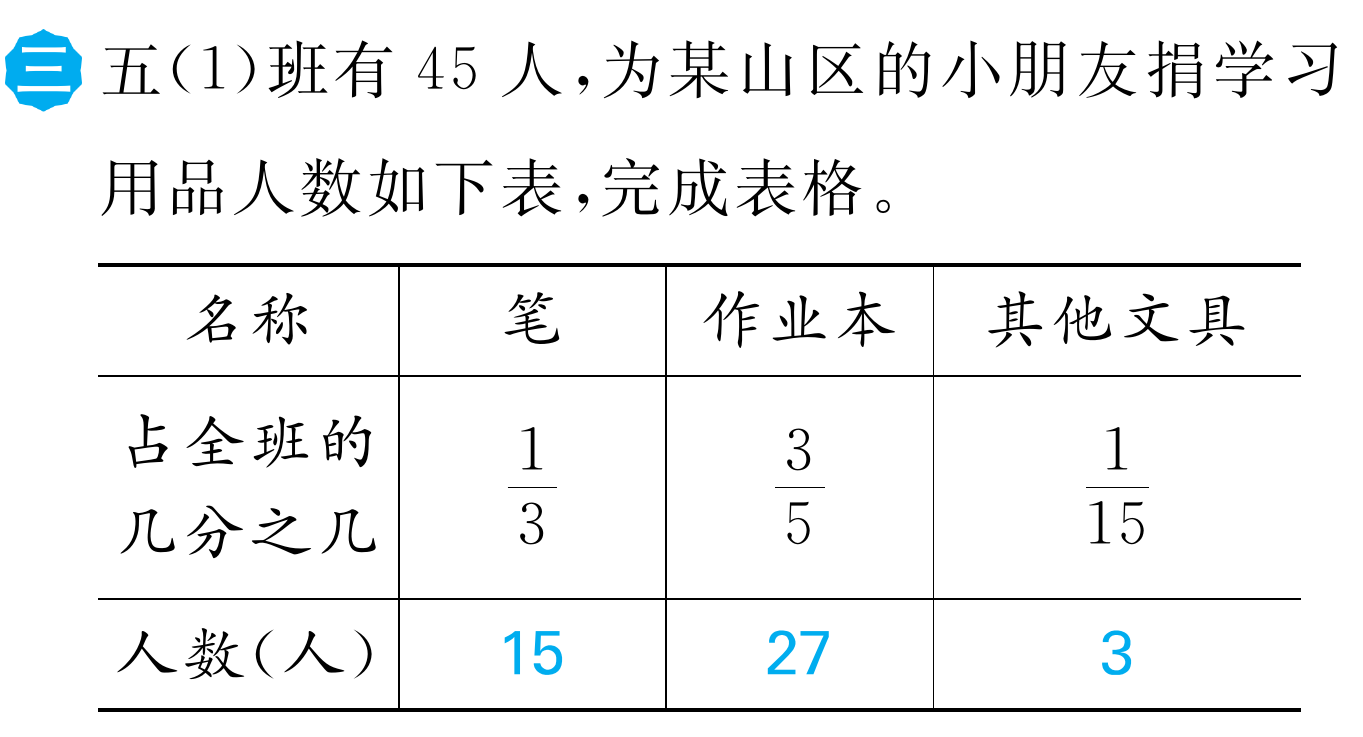 三 五(1)班有 45 人,为某山区的小朋友捐学习
用品人数如下表,完成表格。
名称 笔 作业本 其他文具
占全班的几分之几 1/3 3/5 1/15
人数(人) 15 27 3